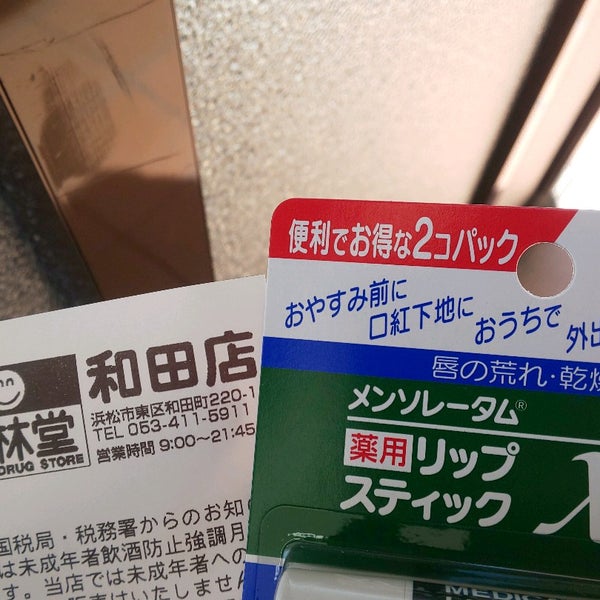 林堂
DRUG STORE
和田店
浜松市東区和田町220-1
TEL 053-411-5911
営業時間 9:00～21:45
国税局・税務署からのお知
は未成年者飲酒防止強調月
す。当店では未成年者への
いたしません
便利でお得な2コパック
おやすみ前に
口紅下地に
おうちで
外出
唇の荒れ・乾燥
メンソレータム®
薬用リップ
スティック